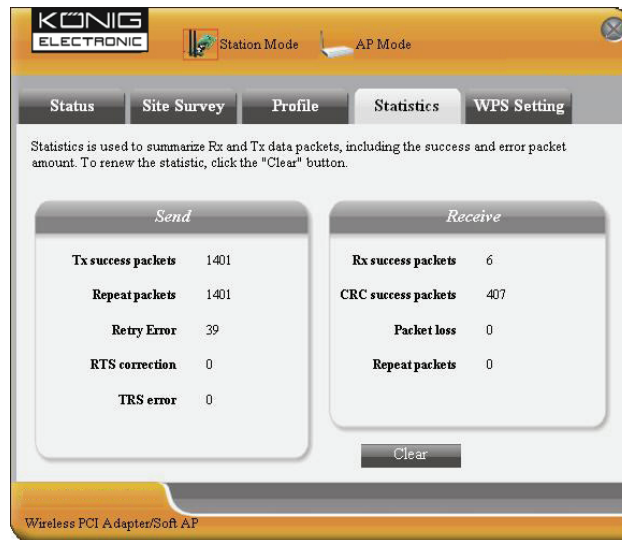 KÖNIG
ELECTRONIC
Station Mode
AP Mode
Status
Site Survey
Profile
Statistics
WPS Setting
Statistics is used to summarize Rx and Tx data packets, including the success and error packet
amount. To renew the statistic, click the "Clear" button.
Send
Tx success packets 1401
Repeat packets 1401
Retry Error 39
RTS correction 0
TRS error 0
Receive
Rx success packets 6
CRC success packets 407
Packet loss 0
Repeat packets 0
Clear
Wireless PCI Adapter/Soft AP